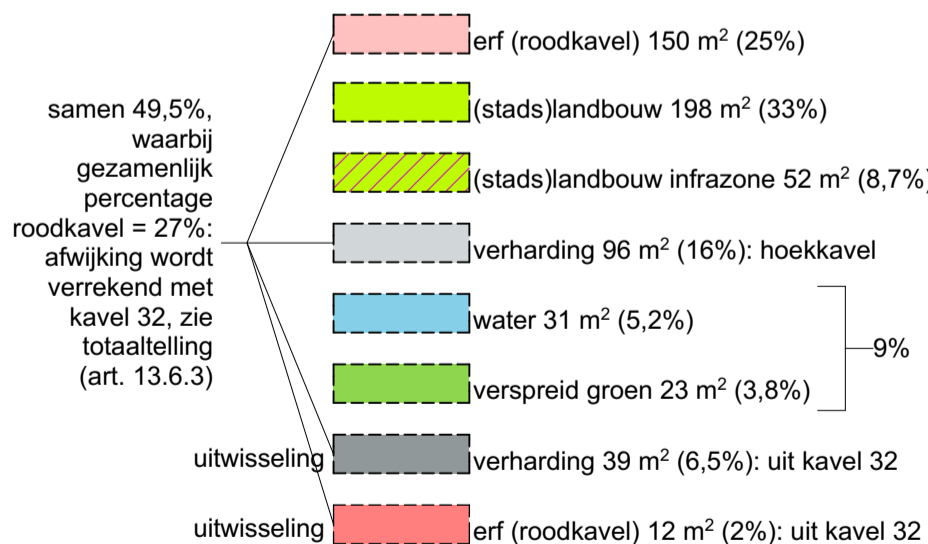 erf (roodkavel) 150 m² (25%)
(stads)landbouw 198 m² (33%)
(stads)landbouw infrazone 52 m² (8,7%)
verharding 96 m² (16%): hoekkavel
water 31 m² (5,2%)
verspreid groen 23 m² (3,8%)
9%
uitwisseling verharding 39 m² (6,5%): uit kavel 32
uitwisseling erf (roodkavel) 12 m² (2%): uit kavel 32
samen 49,5%,
waarbij
gezamenlijk
percentage
roodkavel = 27%:
afwijking wordt
verrekend met
kavel 32, zie
totaaltelling
(art. 13.6.3)